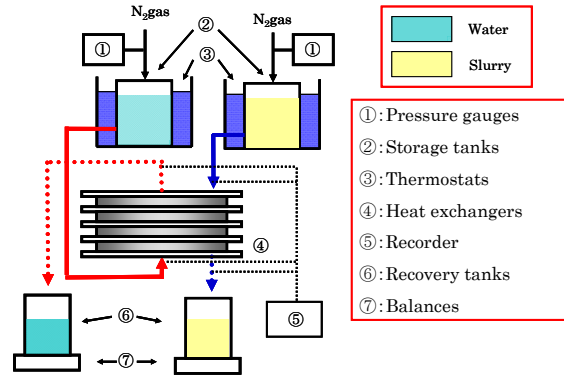 N₂gas N₂gas
① ② ①
③
Water
Slurry
④
⑤
⑥
⑦
①: Pressure gauges
②: Storage tanks
③: Thermostats
④: Heat exchangers
⑤: Recorder
⑥: Recovery tanks
⑦: Balances